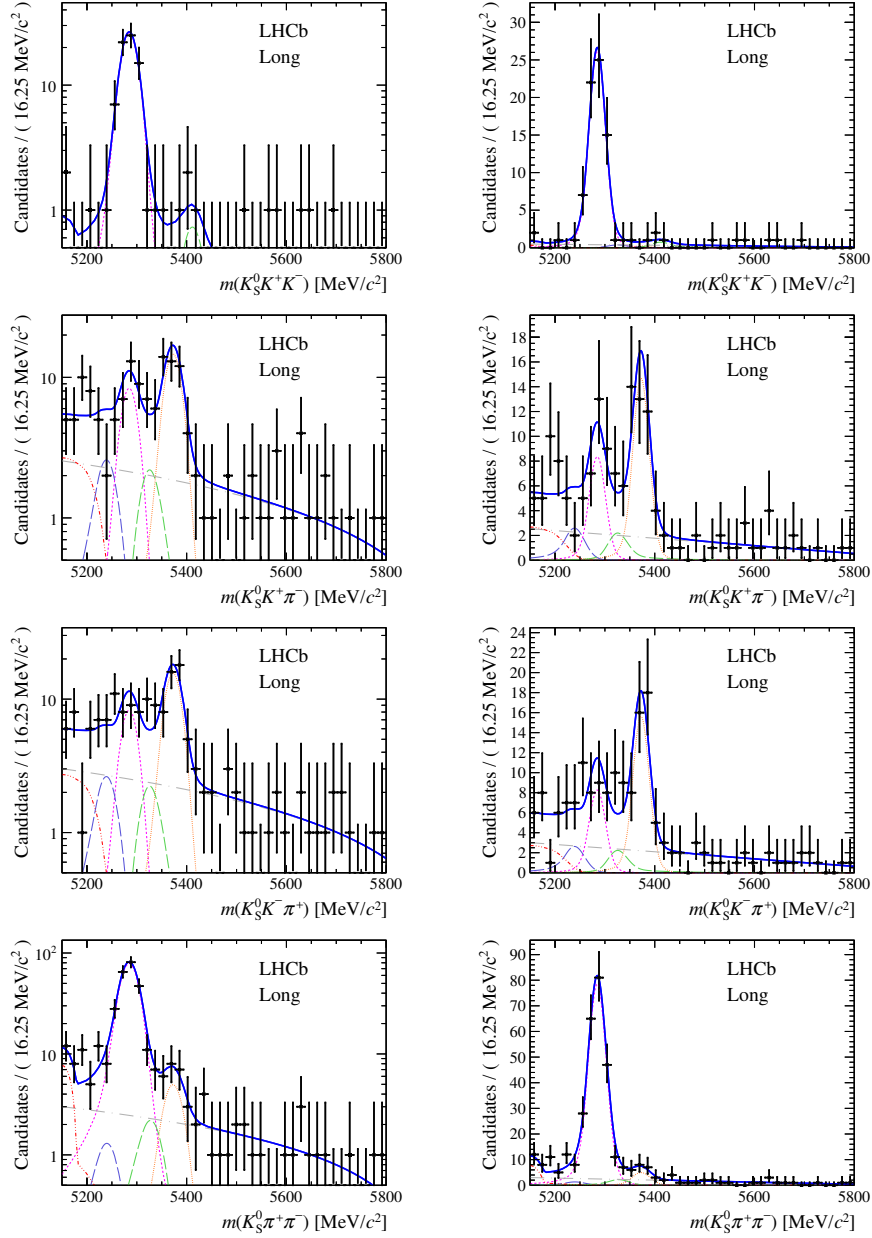 Candidates / ( 16.25 MeV/c² )
10
1
LHCb
Long
5200 5400 5600 5800
m(K⁰_S K⁺K⁻) [MeV/c²]
Candidates / ( 16.25 MeV/c² )
30
25
20
15
10
5
0
LHCb
Long
5200 5400 5600 5800
m(K⁰_S K⁺K⁻) [MeV/c²]
Candidates / ( 16.25 MeV/c² )
10
1
LHCb
Long
5200 5400 5600 5800
m(K⁰_S K⁺π⁻) [MeV/c²]
Candidates / ( 16.25 MeV/c² )
18
16
14
12
10
8
6
4
2
0
LHCb
Long
5200 5400 5600 5800
m(K⁰_S K⁺π⁻) [MeV/c²]
Candidates / ( 16.25 MeV/c² )
10
1
LHCb
Long
5200 5400 5600 5800
m(K⁰_S K⁻π⁺) [MeV/c²]
Candidates / ( 16.25 MeV/c² )
24
22
20
18
16
14
12
10
8
6
4
2
0
LHCb
Long
5200 5400 5600 5800
m(K⁰_S K⁻π⁺) [MeV/c²]
Candidates / ( 16.25 MeV/c² )
10²
10
1
LHCb
Long
5200 5400 5600 5800
m(K⁰_S π⁺π⁻) [MeV/c²]
Candidates / ( 16.25 MeV/c² )
90
80
70
60
50
40
30
20
10
0
LHCb
Long
5200 5400 5600 5800
m(K⁰_S π⁺π⁻) [MeV/c²]